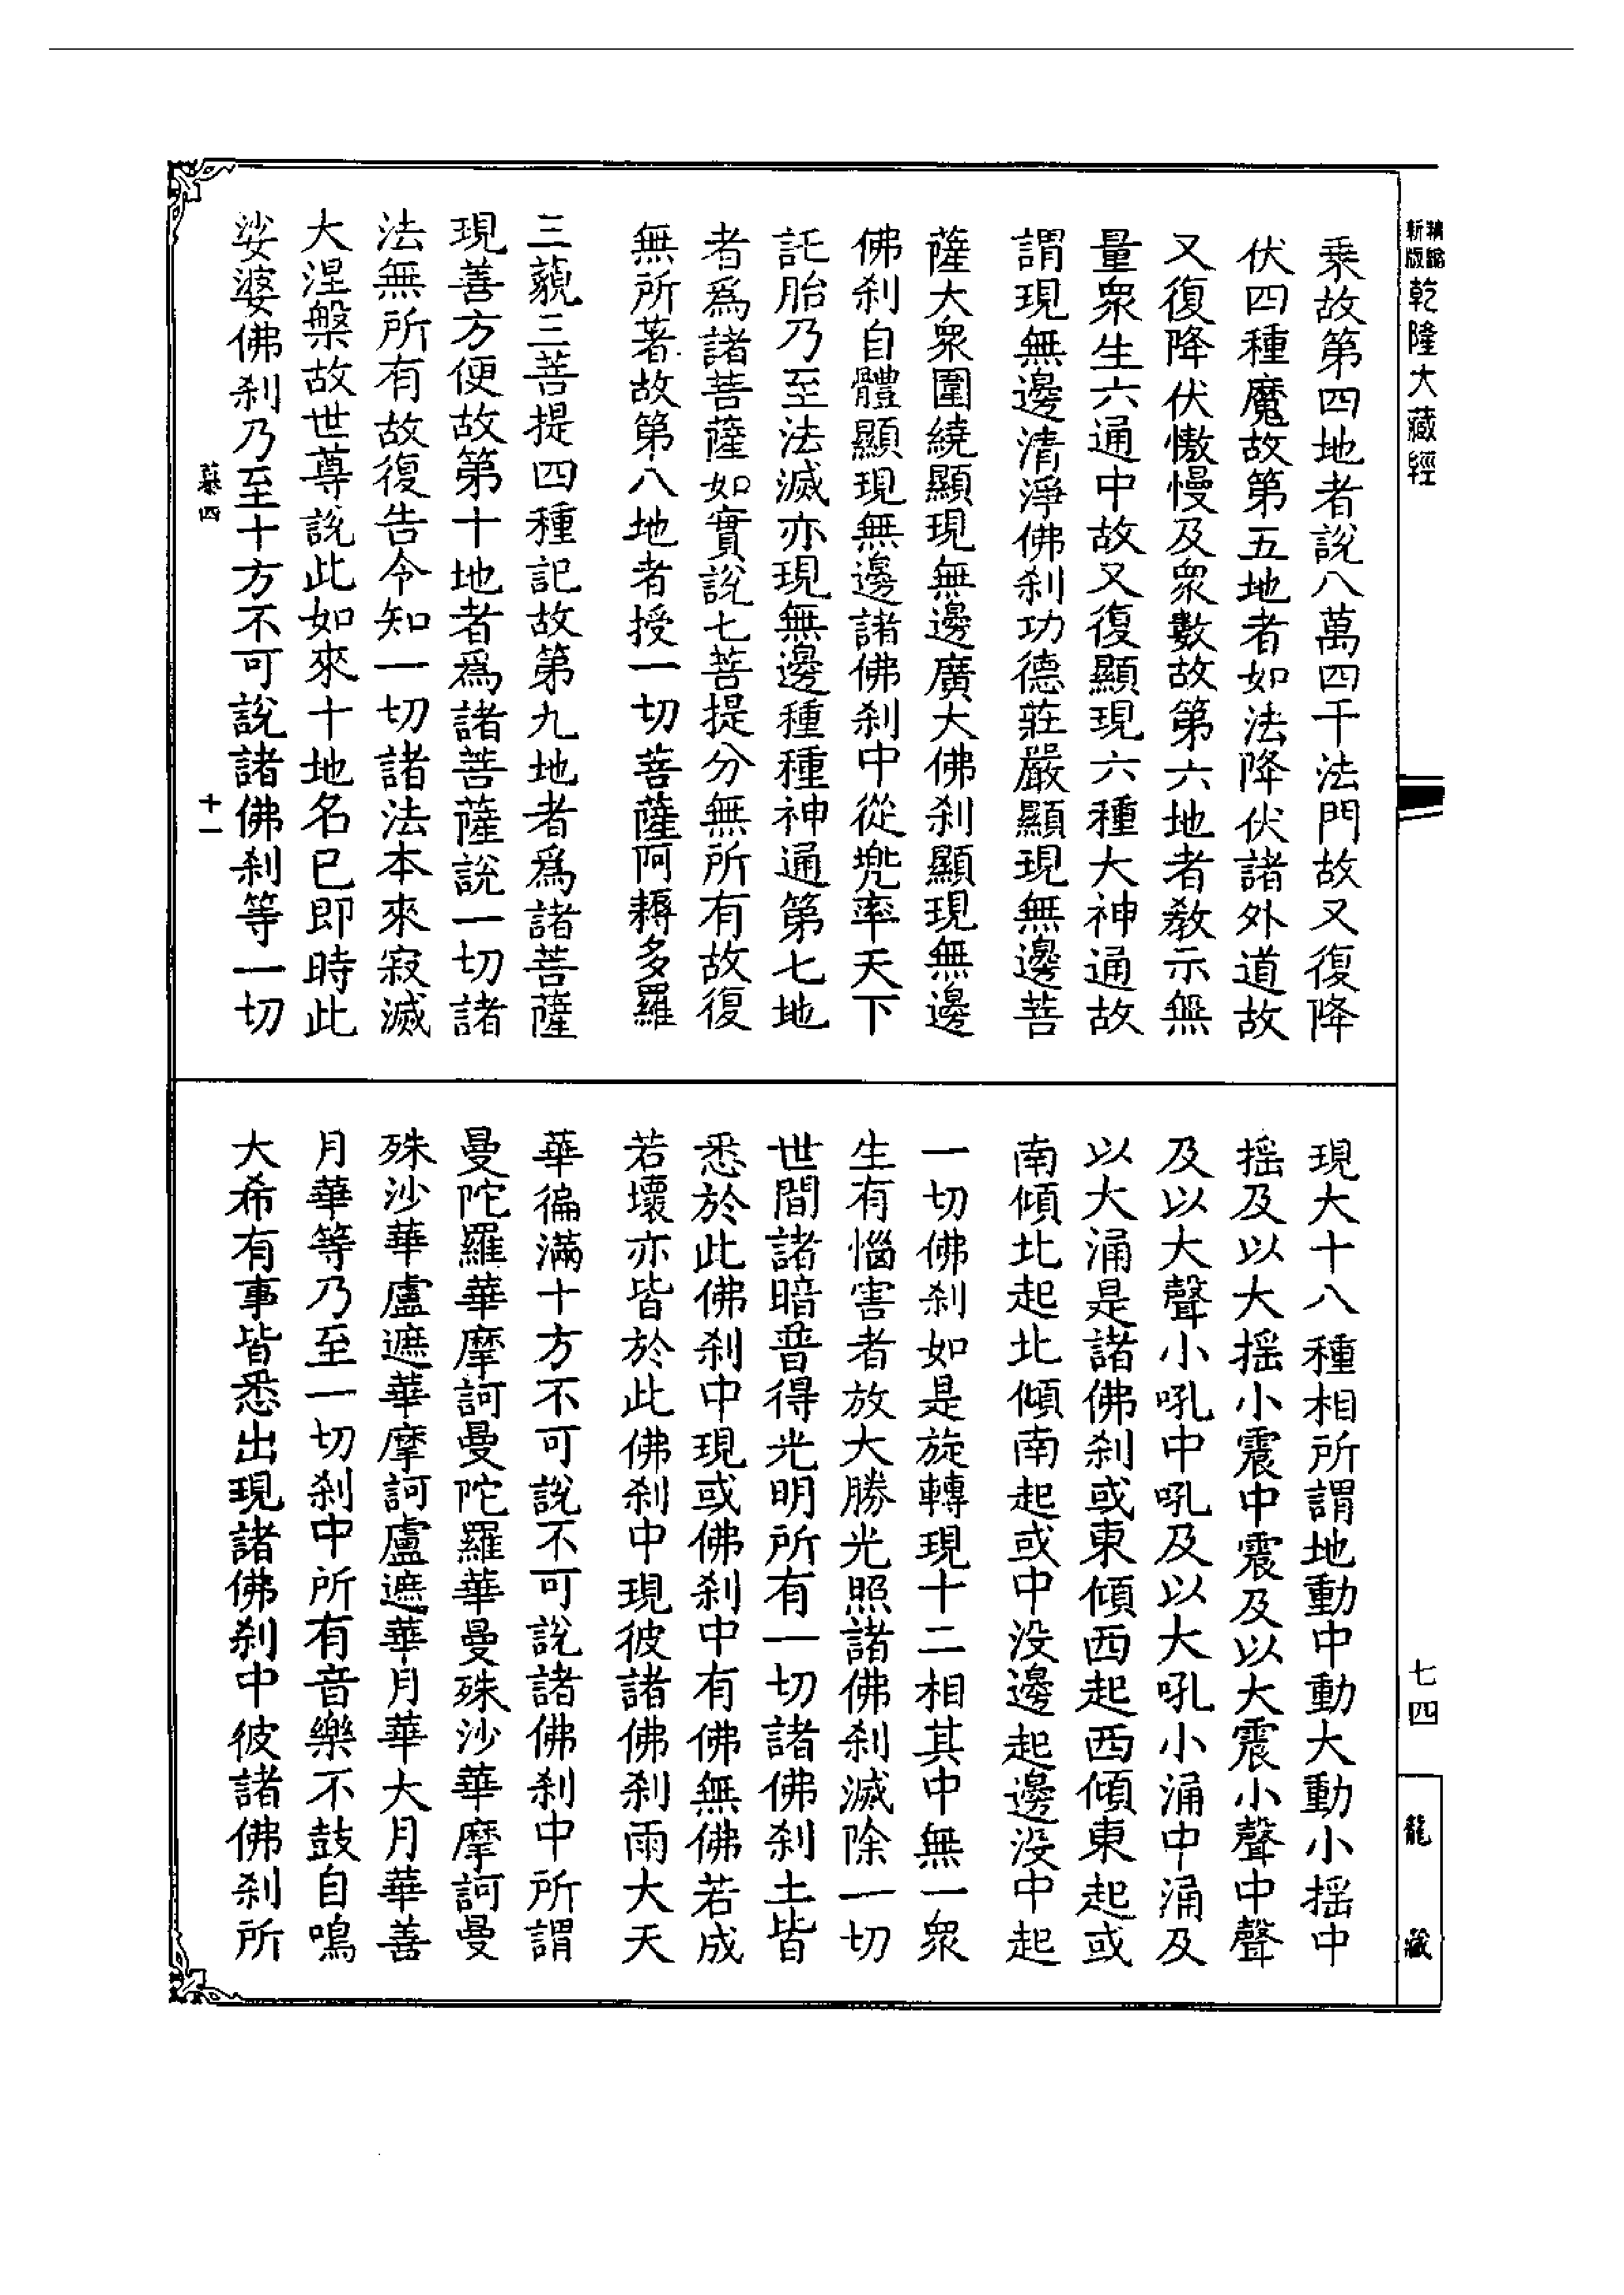 乾隆大藏經
乘故第四地者說八萬四千法門故又復降
伏四種魔故第五地者如法降伏諸外道故
又復降伏憿慢及衆數故第六地者教示無
量衆生六通中故又復顯現六種大神通故
謂現無邊清淨佛刹功德莊嚴顯現無邊菩
薩大衆圍繞顯現無邊廣大佛刹顯現無邊
佛刹自體顯現無邊諸佛刹中從兜率天下
託胎乃至法滅亦現無邊種種神通第七地
者爲諸菩薩如實說七菩提分無所有故復
無所著故第八地者授一切菩薩阿耨多羅
三藐三菩提四種記故第九地者爲諸菩薩
現善方便故第十地者爲諸菩薩說一切諸
法無所有故復告令知一切諸法本來寂滅
大涅槃故世尊說此如來十地名已即時此
娑婆佛刹乃至十方不可說諸佛刹等一切
慕四
十一
現大十八種相所謂地動中動大動小搖中
搖及以大搖小震中震及以大震小聲中聲
及以大聲小吼中吼及以大吼小涌中涌及
以大涌是諸佛刹或東傾西起西傾東起或
南傾北起北傾南起或中没邊起邊没中起
一切佛刹如是旋轉現十二相其中無一衆
生有惱害者放大勝光照諸佛刹滅除一切
世間諸暗普得光明所有一切諸佛刹土皆
悉於此佛刹中現或佛刹中有佛無佛若成
若壞亦皆於此佛刹中現彼諸佛刹雨大天
華徧滿十方不可說不可說諸佛刹中所謂
曼陀羅華摩訶曼陀羅華曼殊沙華摩訶曼
殊沙華盧遮華摩訶盧遮華月華大月華善
月華等乃至一切刹中所有音樂不鼓自鳴
大希有事皆悉出現諸佛刹中彼諸佛刹所
七四
龍藏